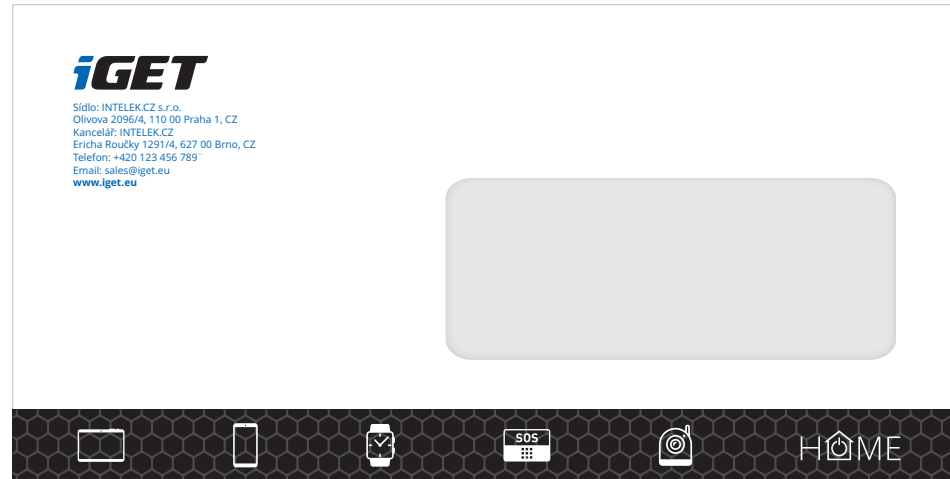 iGET
Sídlo: INTELEK.CZ s.r.o.
Olivova 2096/4, 110 00 Praha 1, CZ
Kancelář: INTELEK.CZ
Ericha Roučky 1291/4, 627 00 Brno, CZ
Telefon: +420 123 456 789¨
Email: sales@iget.eu
www.iget.eu
SOS
HOME